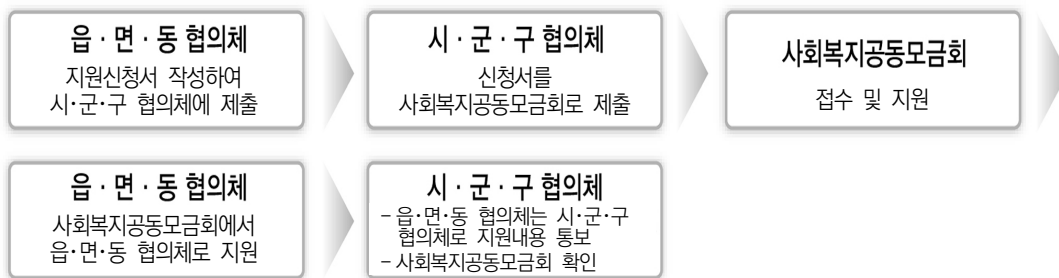 읍·면·동 협의체
지원신청서 작성하여
시·군·구 협의체에 제출
시·군·구 협의체
신청서를
사회복지공동모금회로 제출
사회복지공동모금회
접수 및 지원
읍·면·동 협의체
사회복지공동모금회에서
읍·면·동 협의체로 지원
시·군·구 협의체
- 읍·면·동 협의체는 시·군·구
협의체로 지원내용 통보
- 사회복지공동모금회 확인